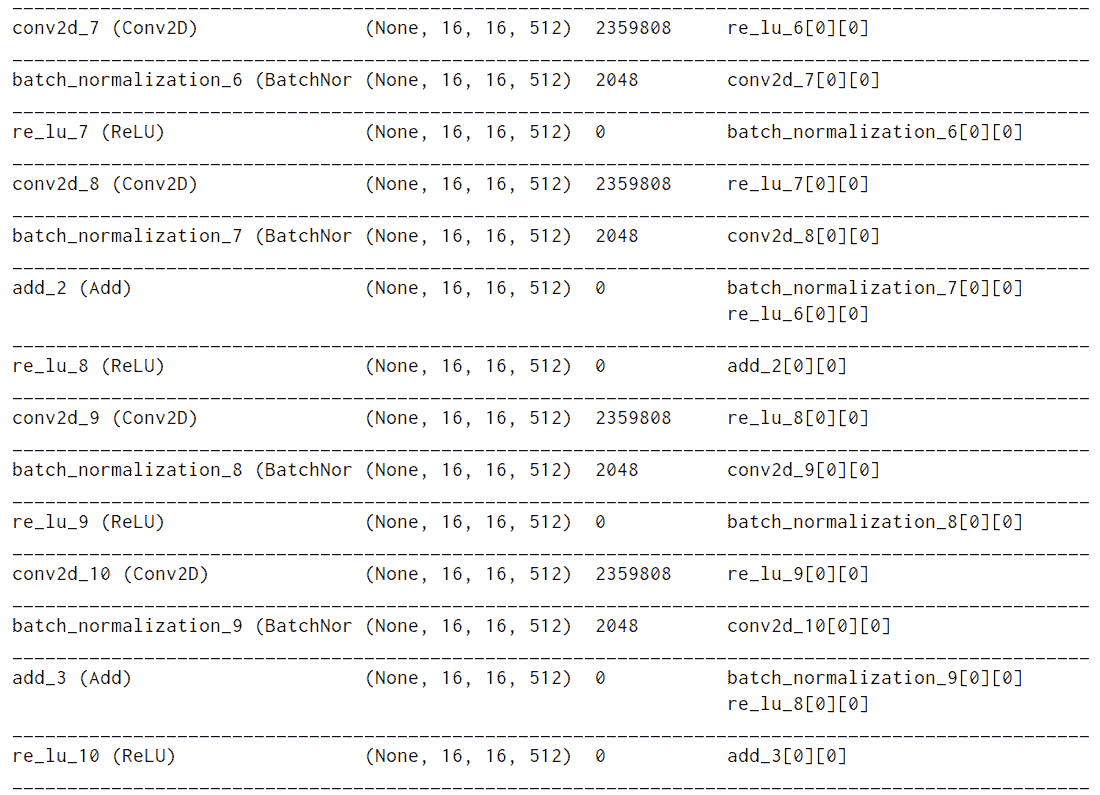 conv2d_7 (Conv2D) (None, 16, 16, 512) 2359808 re_lu_6[0][0]
batch_normalization_6 (BatchNor (None, 16, 16, 512) 2048 conv2d_7[0][0]
re_lu_7 (ReLU) (None, 16, 16, 512) 0 batch_normalization_6[0][0]
conv2d_8 (Conv2D) (None, 16, 16, 512) 2359808 re_lu_7[0][0]
batch_normalization_7 (BatchNor (None, 16, 16, 512) 2048 conv2d_8[0][0]
add_2 (Add) (None, 16, 16, 512) 0 batch_normalization_7[0][0]
re_lu_6[0][0]
re_lu_8 (ReLU) (None, 16, 16, 512) 0 add_2[0][0]
conv2d_9 (Conv2D) (None, 16, 16, 512) 2359808 re_lu_8[0][0]
batch_normalization_8 (BatchNor (None, 16, 16, 512) 2048 conv2d_9[0][0]
re_lu_9 (ReLU) (None, 16, 16, 512) 0 batch_normalization_8[0][0]
conv2d_10 (Conv2D) (None, 16, 16, 512) 2359808 re_lu_9[0][0]
batch_normalization_9 (BatchNor (None, 16, 16, 512) 2048 conv2d_10[0][0]
add_3 (Add) (None, 16, 16, 512) 0 batch_normalization_9[0][0]
re_lu_8[0][0]
re_lu_10 (ReLU) (None, 16, 16, 512) 0 add_3[0][0]